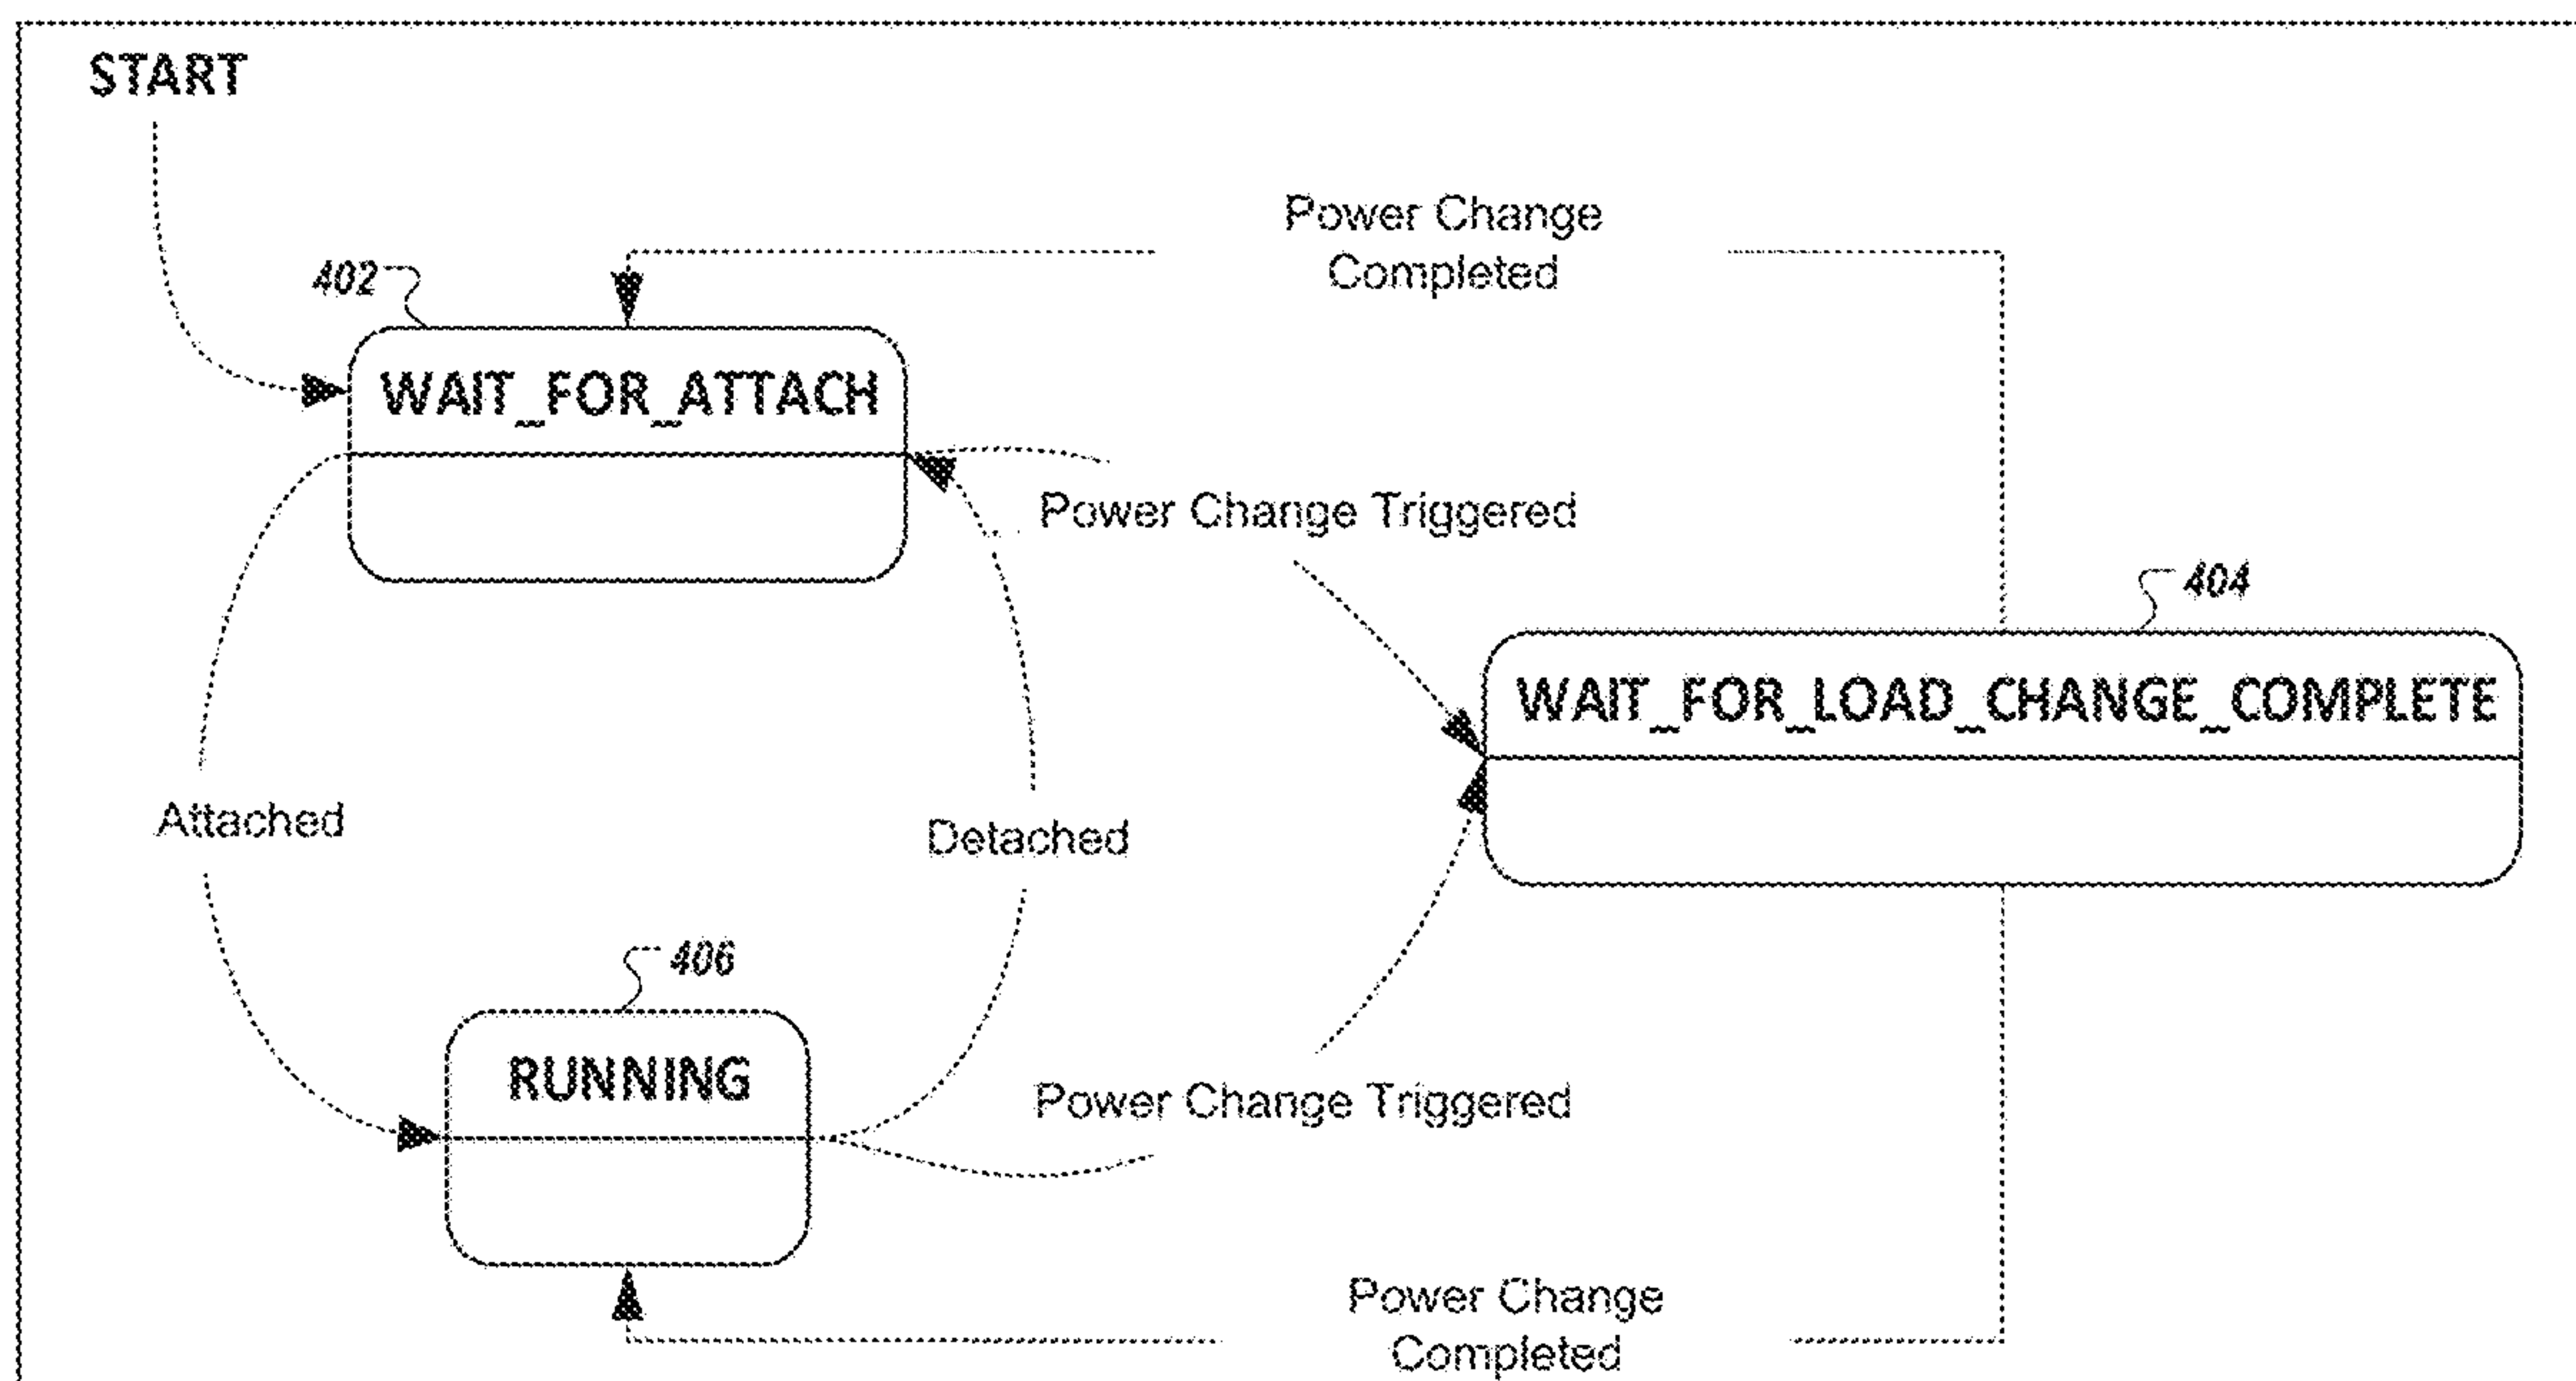 START
Power Change
Completed
402
WAIT_FOR_ATTACH
Power Change Triggered
404
WAIT_FOR_LOAD_CHANGE_COMPLETE
Attached
Detached
406
RUNNING
Power Change Triggered
Power Change
Completed